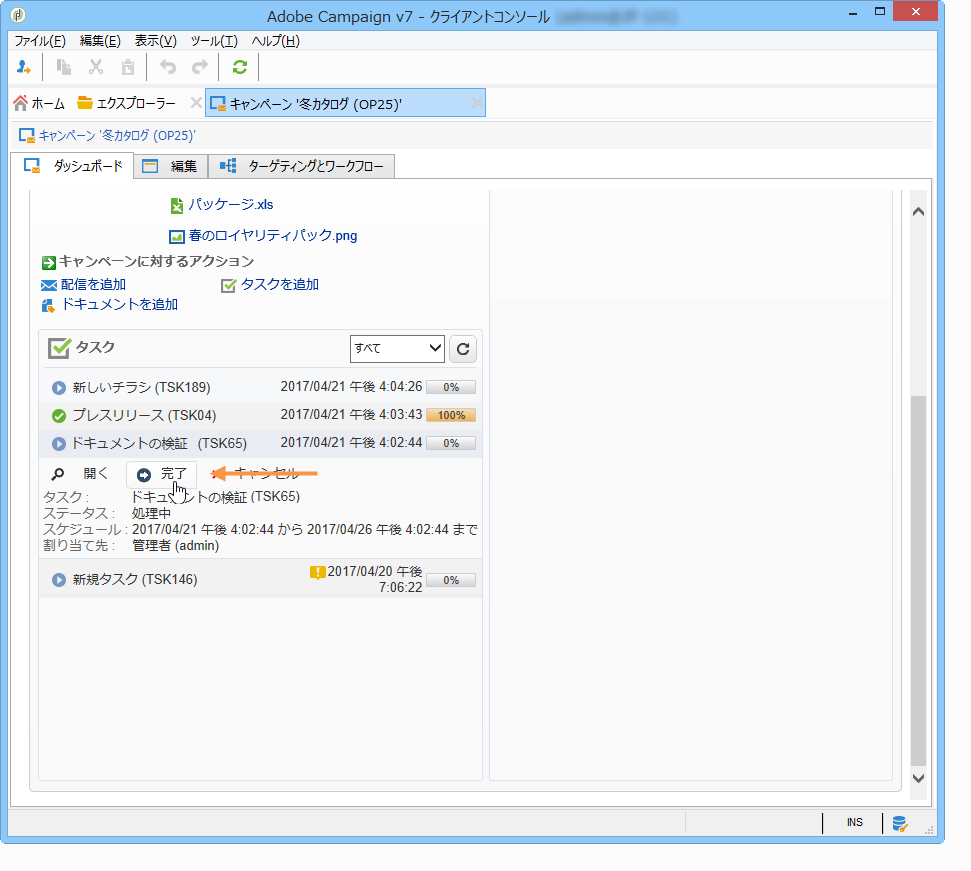 Adobe Campaign v7 - クライアントコンソール
ファイル(F) 編集(E) 表示(V) ツール(T) ヘルプ(H)
ホーム エクスプローラー キャンペーン '冬カタログ (OP25)'
キャンペーン '冬カタログ (OP25)'
ダッシュボード 編集 ターゲティングとワークフロー
パッケージ.xls
春のロイヤリティパック.png
キャンペーンに対するアクション
配信を追加 タスクを追加
ドキュメントを追加
タスク すべて
新しいチラシ (TSK189) 2017/04/21 午後 4:04:26 0%
プレスリリース (TSK04) 2017/04/21 午後 4:03:43 100%
ドキュメントの検証 (TSK65) 2017/04/21 午後 4:02:44 0%
開く 完了 キャンセル
タスク : ドキュメントの検証 (TSK65)
ステータス : 処理中
スケジュール : 2017/04/21 午後 4:02:44 から 2017/04/26 午後 4:02:44 まで
割り当て先 : 管理者 (admin)
新規タスク (TSK146) 2017/04/20 午後 7:06:22 0%
INS